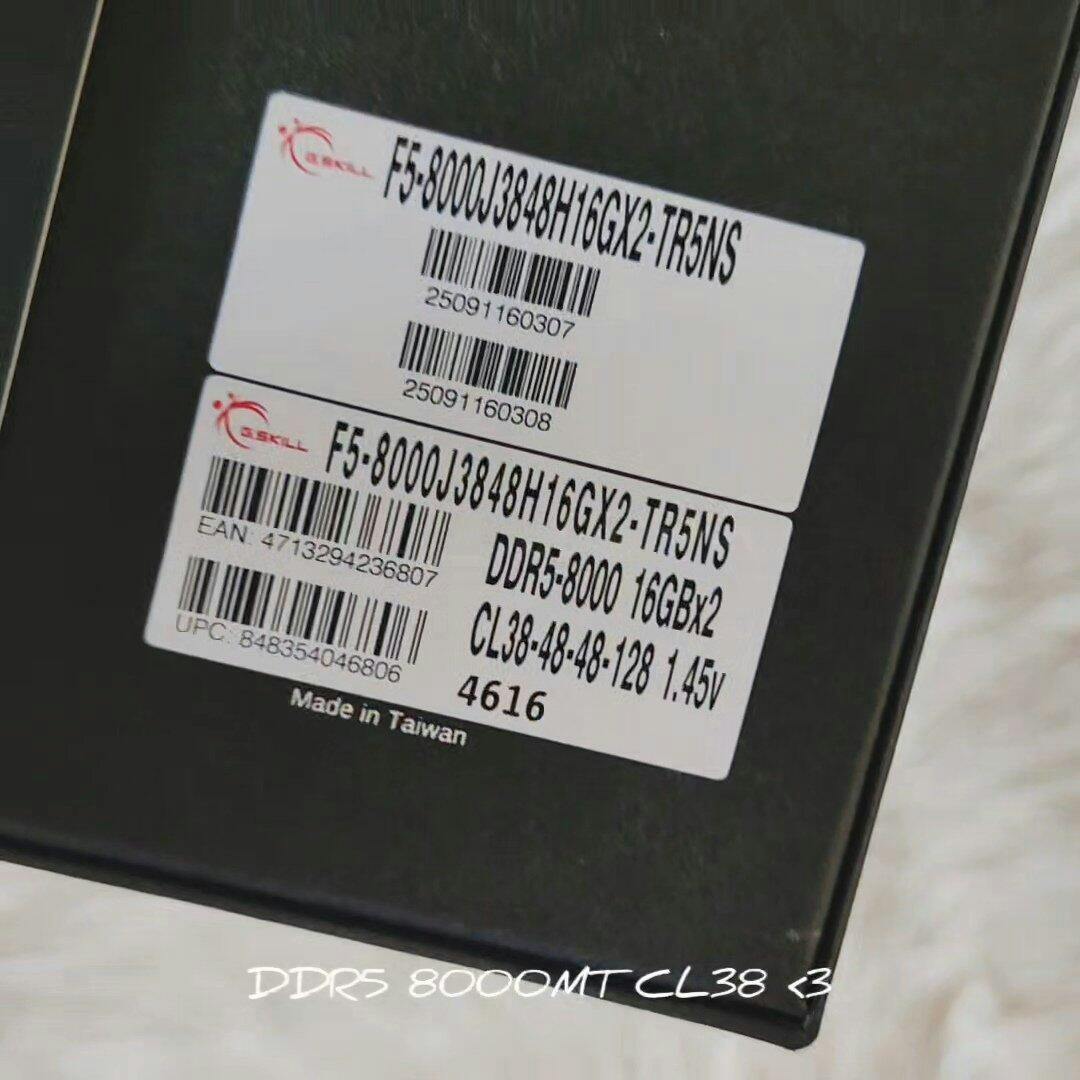 G.SKILL
F5-8000J3848H16GX2-TR5NS
25091160307
25091160308
G.SKILL
F5-8000J3848H16GX2-TR5NS
EAN: 4713294236807
DDR5-8000 16GBx2
UPC: 848354046806
CL38-48-48-128 1.45v
4616
Made in Taiwan
DDR5 8000MT CL38 <3